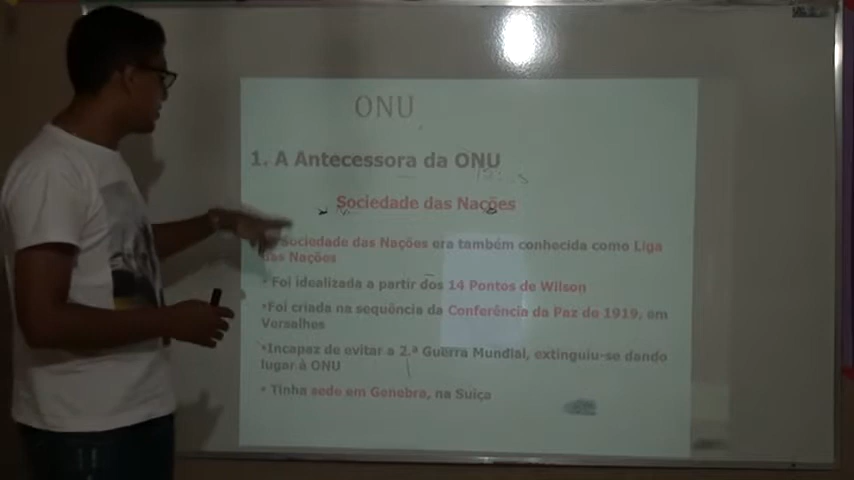 ONU
1. A Antecessora da ONU
Sociedade das Nações
Sociedade das Nações era também conhecida como Liga
das Nações
• Foi idealizada a partir dos 14 Pontos de Wilson
•Foi criada na sequência da Conferência da Paz de 1919, em
Versalhes
•Incapaz de evitar a 2.ª Guerra Mundial, extinguiu-se dando
lugar à ONU
• Tinha sede em Genebra, na Suíça